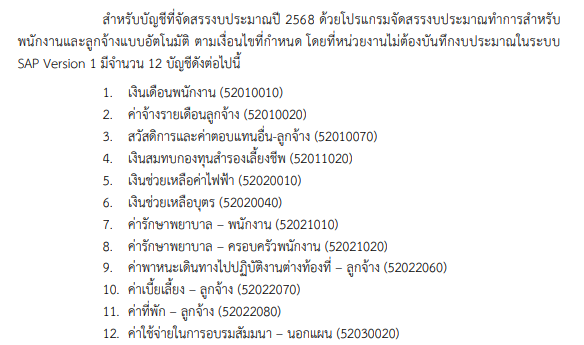 สำหรับบัญชีที่จัดสรรงบประมาณปี 2568 ด้วยโปรแกรมจัดสรรงบประมาณทำการสำหรับ
พนักงานและลูกจ้างแบบอัตโนมัติ ตามเงื่อนไขที่กำหนด โดยที่หน่วยงานไม่ต้องบันทึกงบประมาณในระบบ
SAP Version 1 มีจำนวน 12 บัญชีดังต่อไปนี้
1. เงินเดือนพนักงาน (52010010)
2. ค่าจ้างรายเดือนลูกจ้าง (52010020)
3. สวัสดิการและค่าตอบแทนอื่น-ลูกจ้าง (52010070)
4. เงินสมทบกองทุนสำรองเลี้ยงชีพ (52011020)
5. เงินช่วยเหลือค่าไฟฟ้า (52020010)
6. เงินช่วยเหลือบุตร (52020040)
7. ค่ารักษาพยาบาล – พนักงาน (52021010)
8. ค่ารักษาพยาบาล – ครอบครัวพนักงาน (52021020)
9. ค่าพาหนะเดินทางไปปฏิบัติงานต่างท้องที่ – ลูกจ้าง (52022060)
10. ค่าเบี้ยเลี้ยง – ลูกจ้าง (52022070)
11. ค่าที่พัก – ลูกจ้าง (52022080)
12. ค่าใช้จ่ายในการอบรมสัมมนา – นอกแผน (52030020)